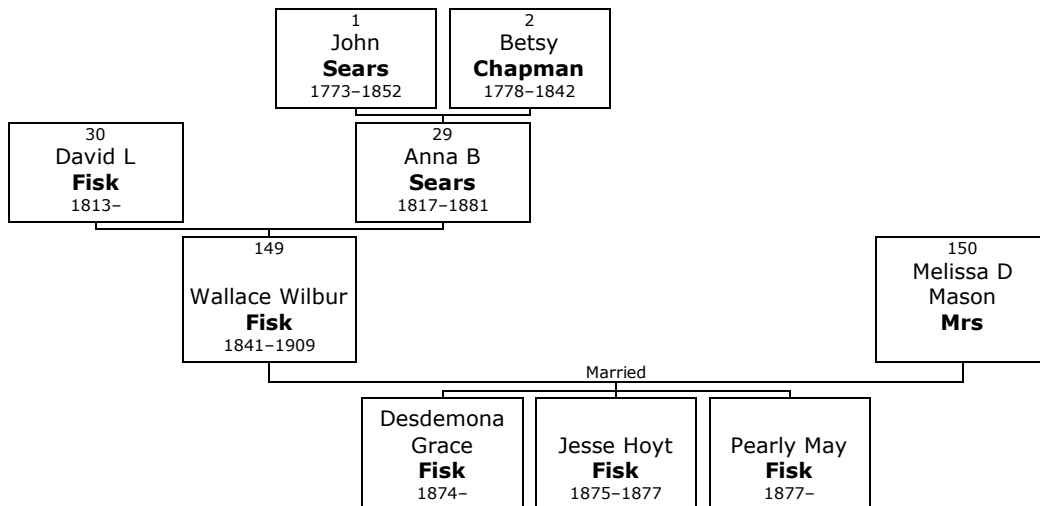 1
John
Sears
1773–1852
2
Betsy
Chapman
1778–1842
30
David L
Fisk
1813–
29
Anna B
Sears
1817–1881
149
Wallace Wilbur
Fisk
1841–1909
150
Melissa D
Mason
Mrs
Married
Desdemona
Grace
Fisk
1874–
Jesse Hoyt
Fisk
1875–1877
Pearly May
Fisk
1877–